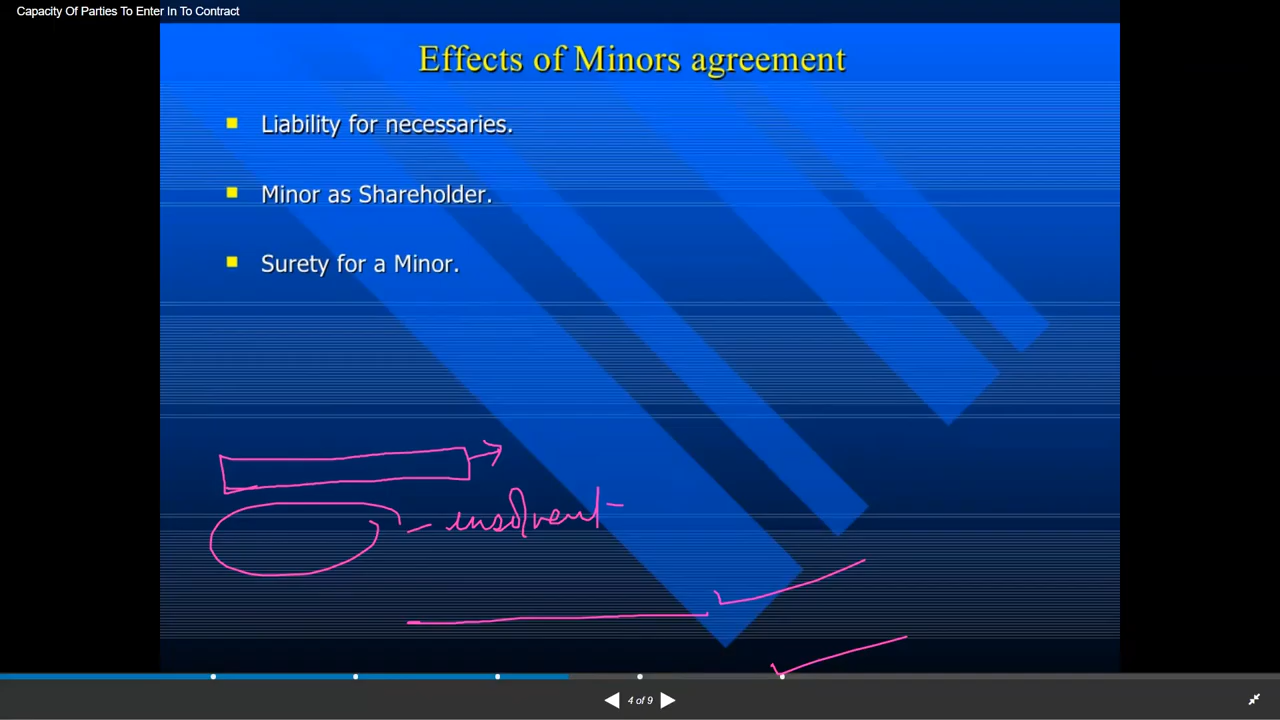 Capacity Of Parties To Enter In To Contract
Effects of Minors agreement
Liability for necessaries.
Minor as Shareholder.
Surety for a Minor.
insolvent
4 of 9